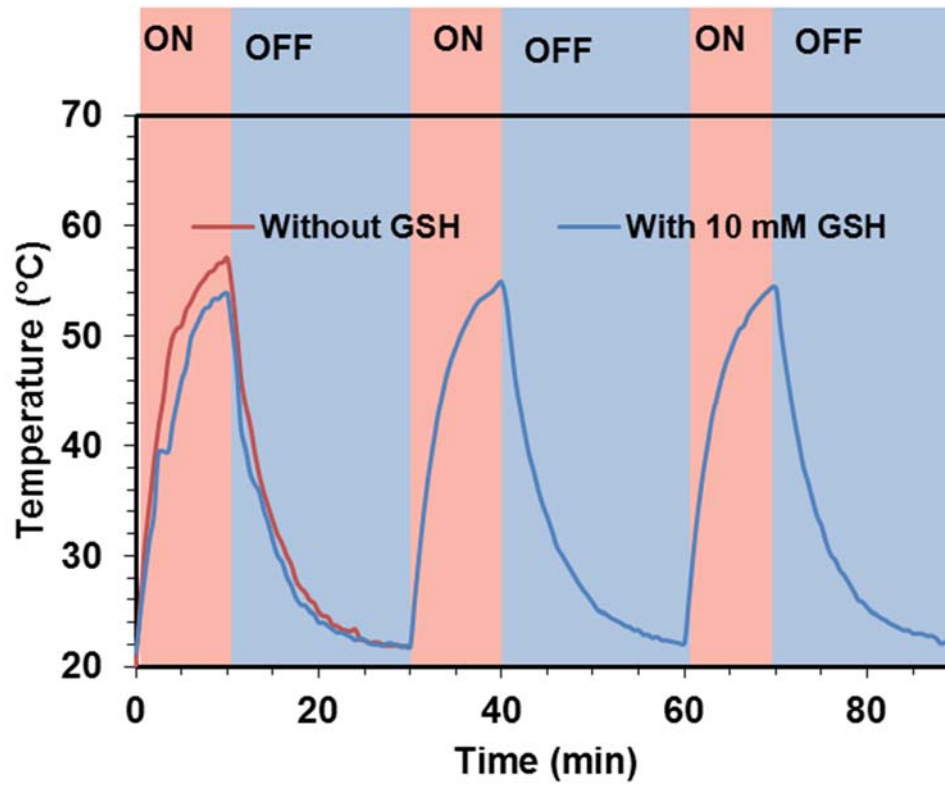 ON OFF ON OFF ON OFF
70
60
50
40
30
20
Temperature (°C)
Without GSH With 10 mM GSH
0 20 40 60 80
Time (min)